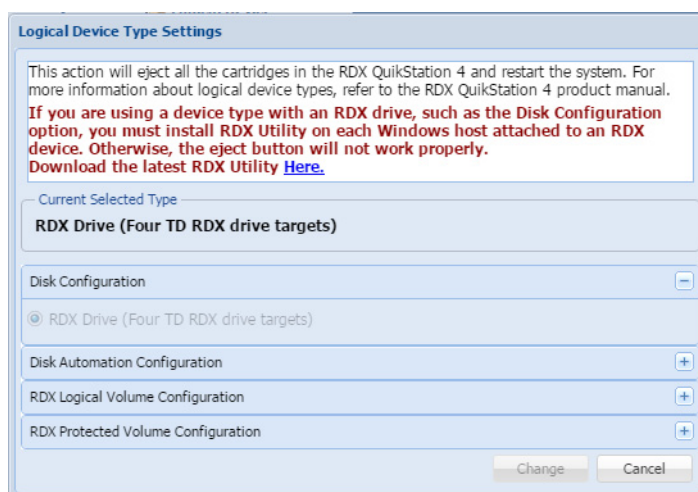 Logical Device Type Settings
This action will eject all the cartridges in the RDX QuikStation 4 and restart the system. For
more information about logical device types, refer to the RDX QuikStation 4 product manual.
If you are using a device type with an RDX drive, such as the Disk Configuration
option, you must install RDX Utility on each Windows host attached to an RDX
device. Otherwise, the eject button will not work properly.
Download the latest RDX Utility Here.
Current Selected Type
RDX Drive (Four TD RDX drive targets)
Disk Configuration
RDX Drive (Four TD RDX drive targets)
Disk Automation Configuration
RDX Logical Volume Configuration
RDX Protected Volume Configuration
Change Cancel